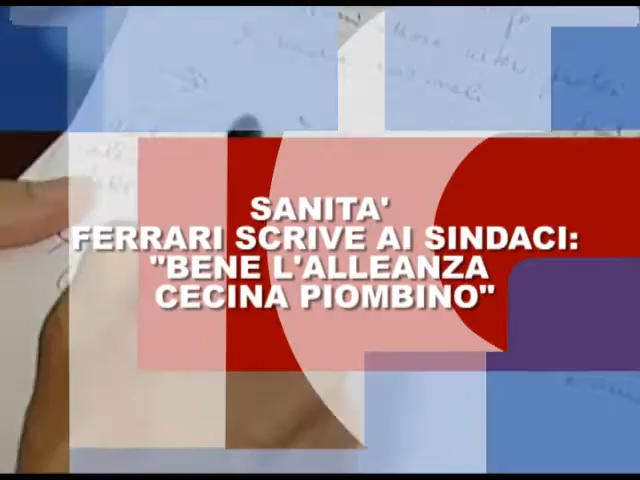 SANITA'
FERRARI SCRIVE AI SINDACI:
"BENE L'ALLEANZA
CECINA PIOMBINO"